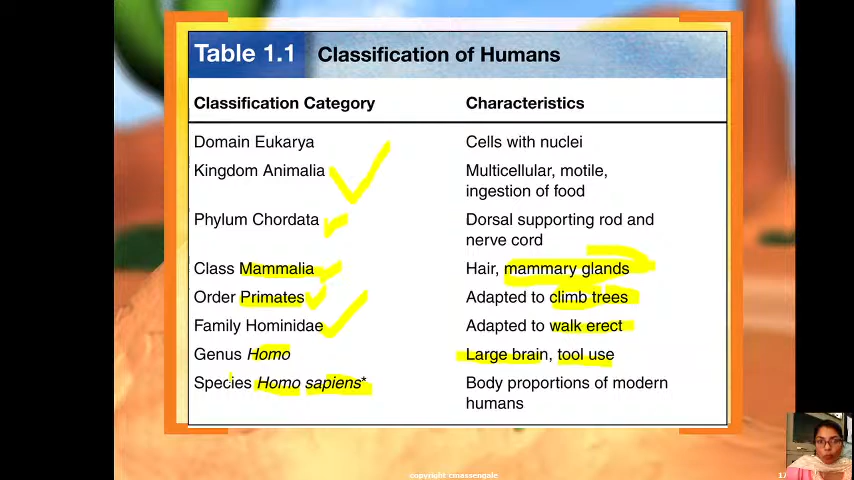 Table 1.1 Classification of Humans
Classification Category Characteristics
Domain Eukarya Cells with nuclei
Kingdom Animalia Multicellular, motile,
ingestion of food
Phylum Chordata Dorsal supporting rod and
nerve cord
Class Mammalia Hair, mammary glands
Order Primates Adapted to climb trees
Family Hominidae Adapted to walk erect
Genus Homo Large brain, tool use
Species Homo sapiens* Body proportions of modern
humans
copyright cmassengale